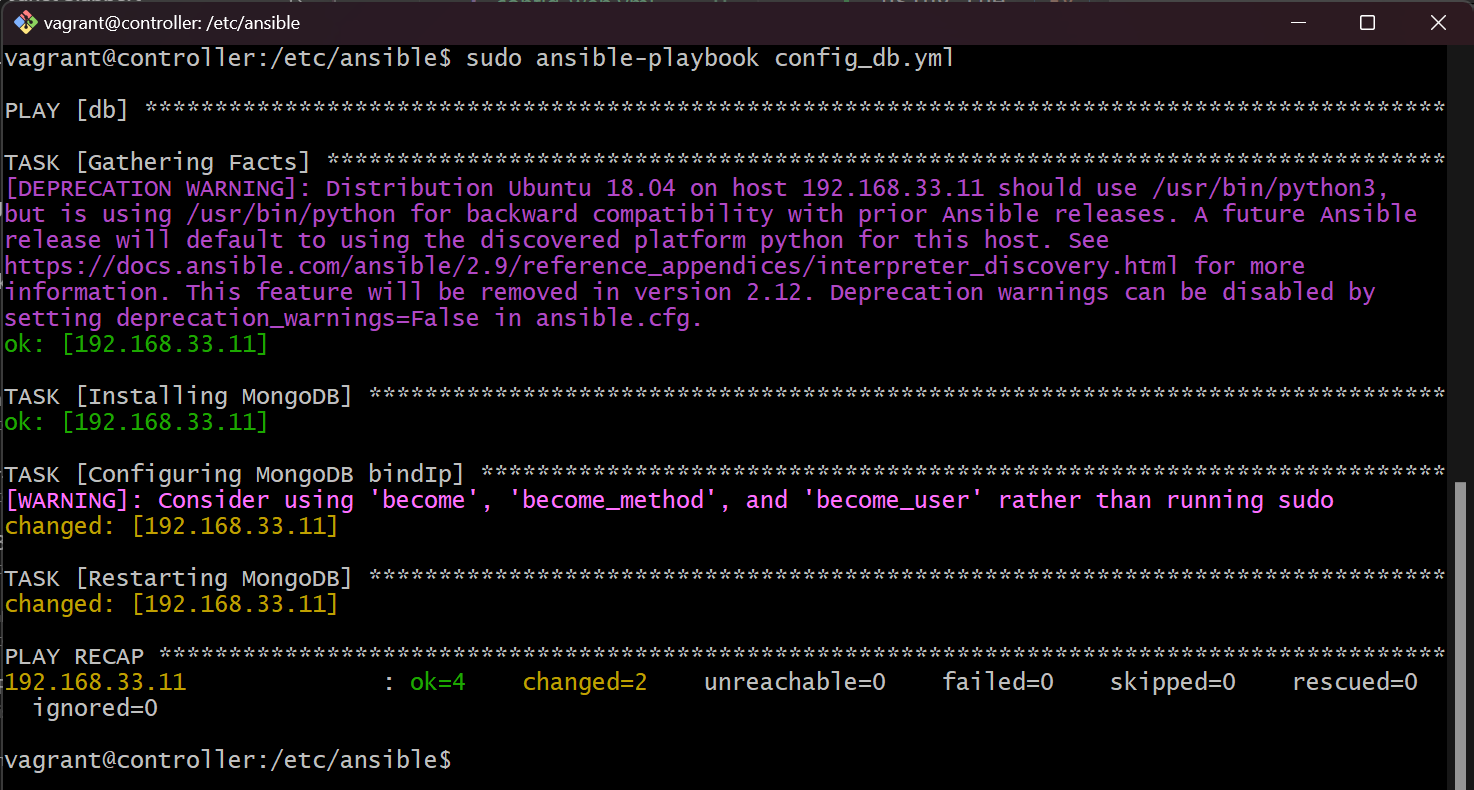 vagrant@controller: /etc/ansible
vagrant@controller:/etc/ansible$ sudo ansible-playbook config_db.yml
PLAY [db] *********************************************************************************************
TASK [Gathering Facts] ********************************************************************************
[DEPRECATION WARNING]: Distribution Ubuntu 18.04 on host 192.168.33.11 should use /usr/bin/python3,
but is using /usr/bin/python for backward compatibility with prior Ansible releases. A future Ansible
release will default to using the discovered platform python for this host. See
https://docs.ansible.com/ansible/2.9/reference_appendices/interpreter_discovery.html for more
information. This feature will be removed in version 2.12. Deprecation warnings can be disabled by
setting deprecation_warnings=False in ansible.cfg.
ok: [192.168.33.11]
TASK [Installing MongoDB] *****************************************************************************
ok: [192.168.33.11]
TASK [Configuring MongoDB bindIp] *********************************************************************
[WARNING]: Consider using 'become', 'become_method', and 'become_user' rather than running sudo
changed: [192.168.33.11]
TASK [Restarting MongoDB] *****************************************************************************
changed: [192.168.33.11]
PLAY RECAP ********************************************************************************************
192.168.33.11              : ok=4    changed=2    unreachable=0    failed=0    skipped=0    rescued=0
  ignored=0
vagrant@controller:/etc/ansible$